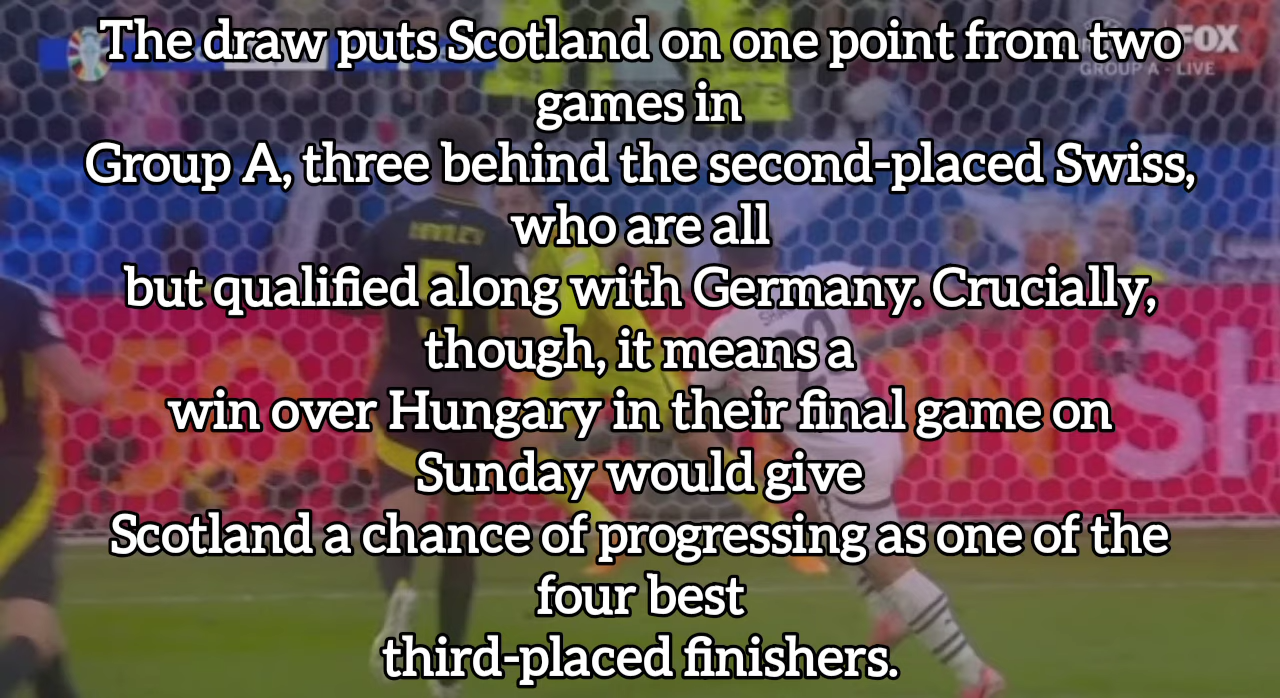 The draw puts Scotland on one point from two
games in
Group A, three behind the second-placed Swiss,
who are all
but qualified along with Germany. Crucially,
though, it means a
win over Hungary in their final game on
Sunday would give
Scotland a chance of progressing as one of the
four best
third-placed finishers.
FOX
GROUP A - LIVE
20
SH